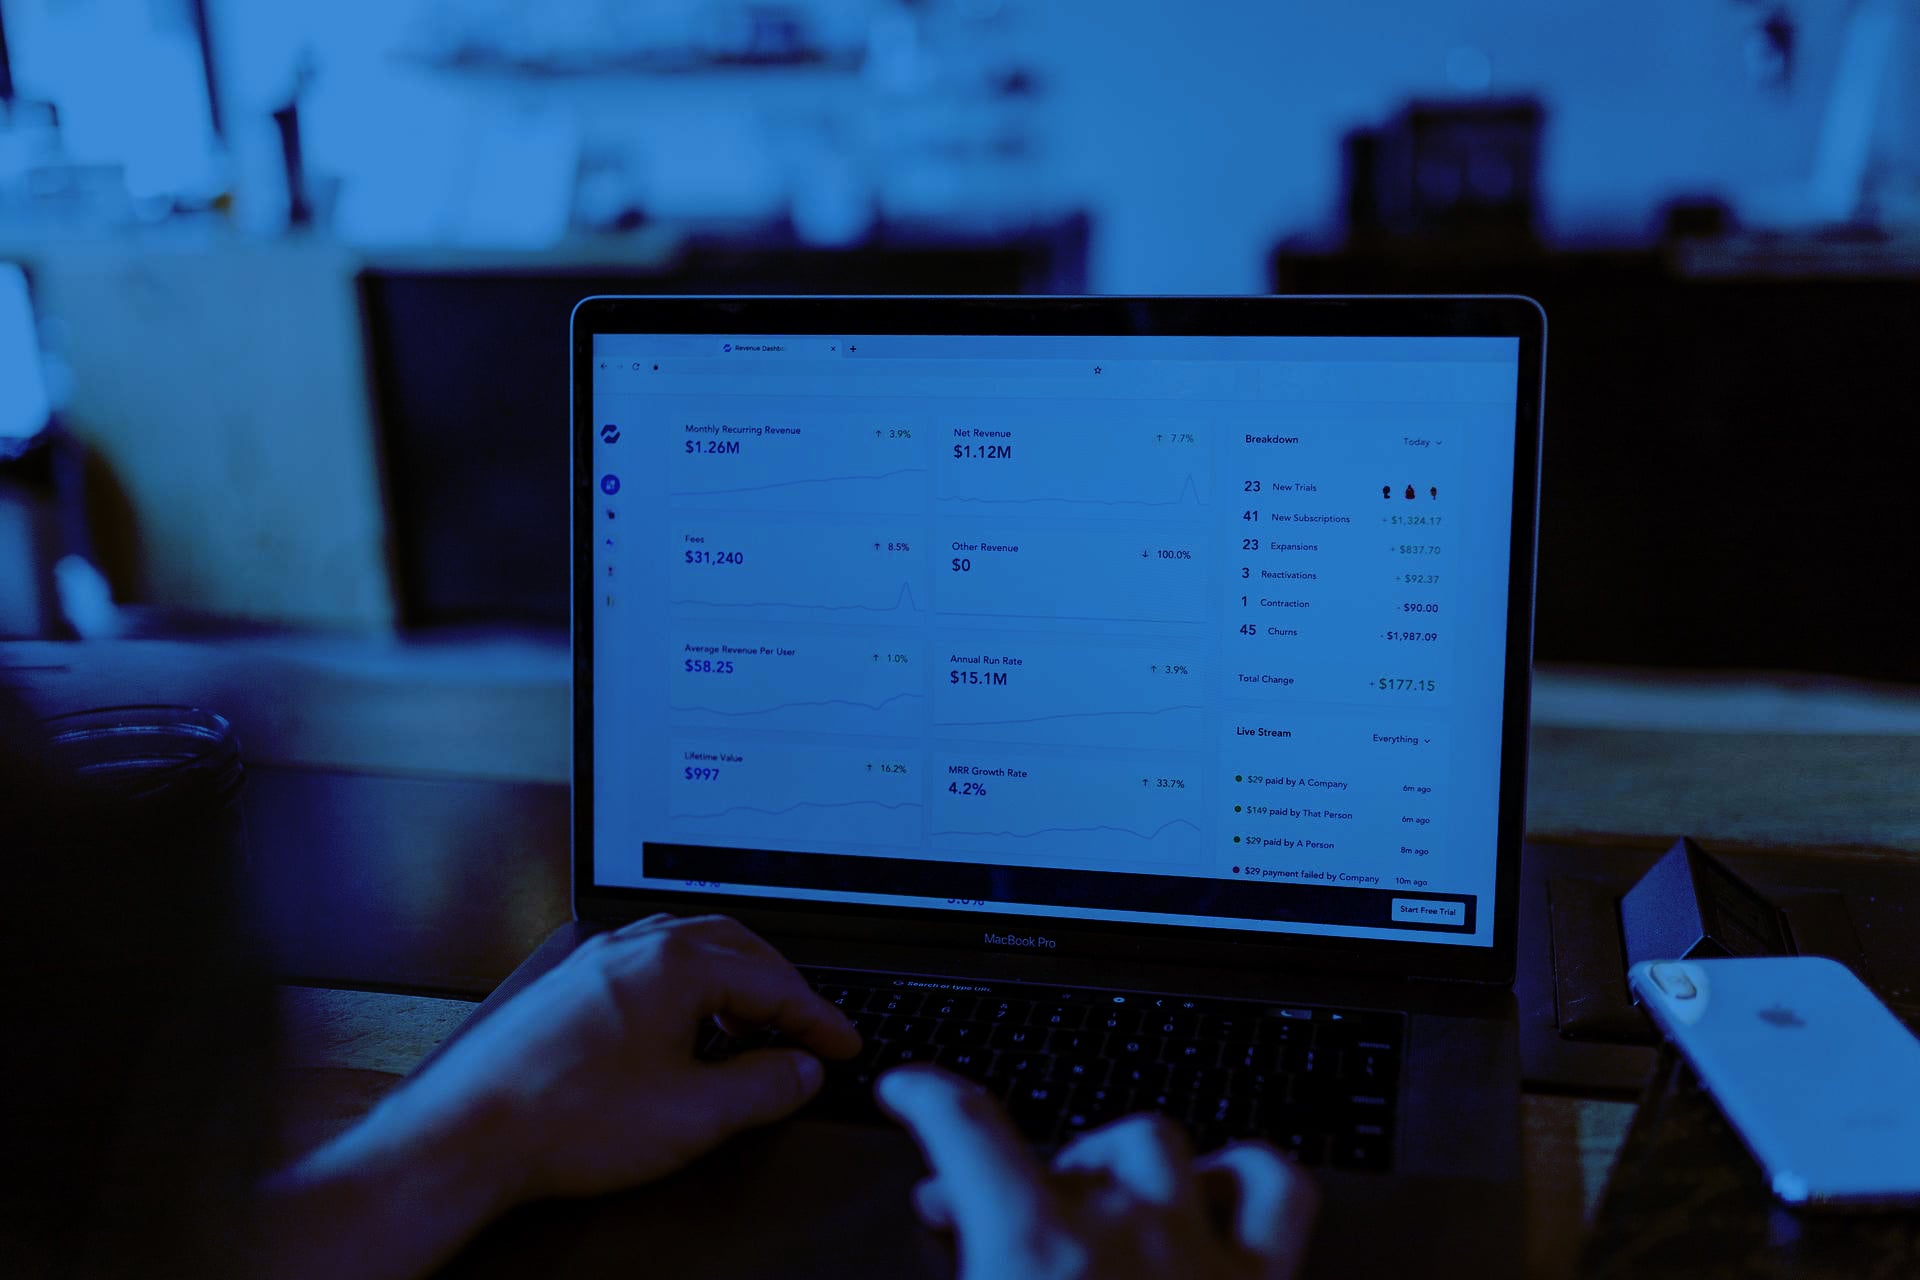 Revenue Dashbo
Monthly Recurring Revenue
↑ 3.9%
$1.26M
Net Revenue
↑ 7.7%
$1.12M
Fees
↑ 8.5%
$31,240
Other Revenue
↓ 100.0%
$0
Average Revenue Per User
↑ 1.0%
$58.25
Annual Run Rate
↑ 3.9%
$15.1M
Lifetime Value
↑ 16.2%
$997
MRR Growth Rate
↑ 33.7%
4.2%
Breakdown
Today
23 New Trials
41 New Subscriptions + $1,324.17
23 Expansions + $837.70
3 Reactivations + $92.37
1 Contraction - $90.00
45 Churns - $1,987.09
Total Change + $177.15
Live Stream
Everything
$29 paid by A Company 6m ago
$149 paid by That Person 6m ago
$29 paid by A Person 8m ago
$29 payment failed by Company 10m ago
Start Free Trial
MacBook Pro
Search or type URL